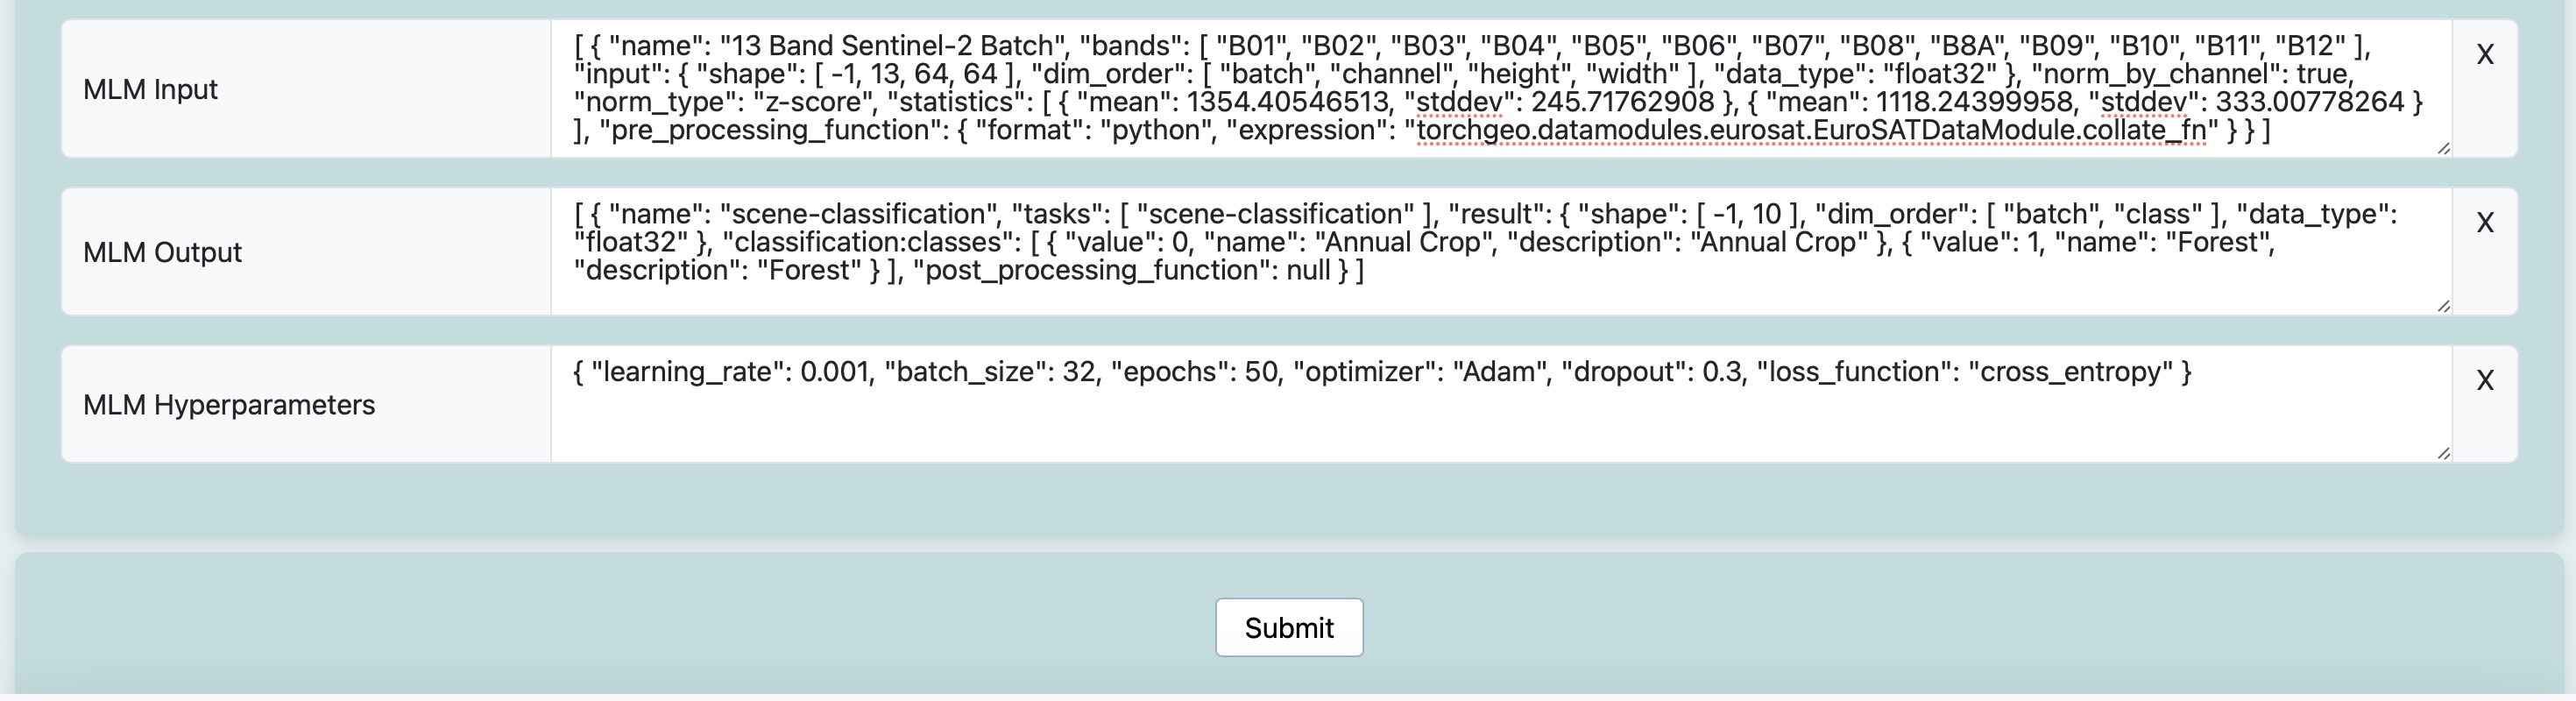 MLM Input
[ { "name": "13 Band Sentinel-2 Batch", "bands": [ "B01", "B02", "B03", "B04", "B05", "B06", "B07", "B08", "B8A", "B09", "B10", "B11", "B12" ],
"input": { "shape": [ -1, 13, 64, 64 ], "dim_order": [ "batch", "channel", "height", "width" ], "data_type": "float32" }, "norm_by_channel": true,
"norm_type": "z-score", "statistics": [ { "mean": 1354.40546513, "stddev": 245.71762908 }, { "mean": 1118.24399958, "stddev": 333.00778264 }
], "pre_processing_function": { "format": "python", "expression": "torchgeo.datamodules.eurosat.EuroSATDataModule.collate_fn" } } ]
X
MLM Output
[ { "name": "scene-classification", "tasks": [ "scene-classification" ], "result": { "shape": [ -1, 10 ], "dim_order": [ "batch", "class" ], "data_type":
"float32" }, "classification:classes": [ { "value": 0, "name": "Annual Crop", "description": "Annual Crop" }, { "value": 1, "name": "Forest",
"description": "Forest" } ], "post_processing_function": null } ]
X
MLM Hyperparameters
{ "learning_rate": 0.001, "batch_size": 32, "epochs": 50, "optimizer": "Adam", "dropout": 0.3, "loss_function": "cross_entropy" }
X
Submit